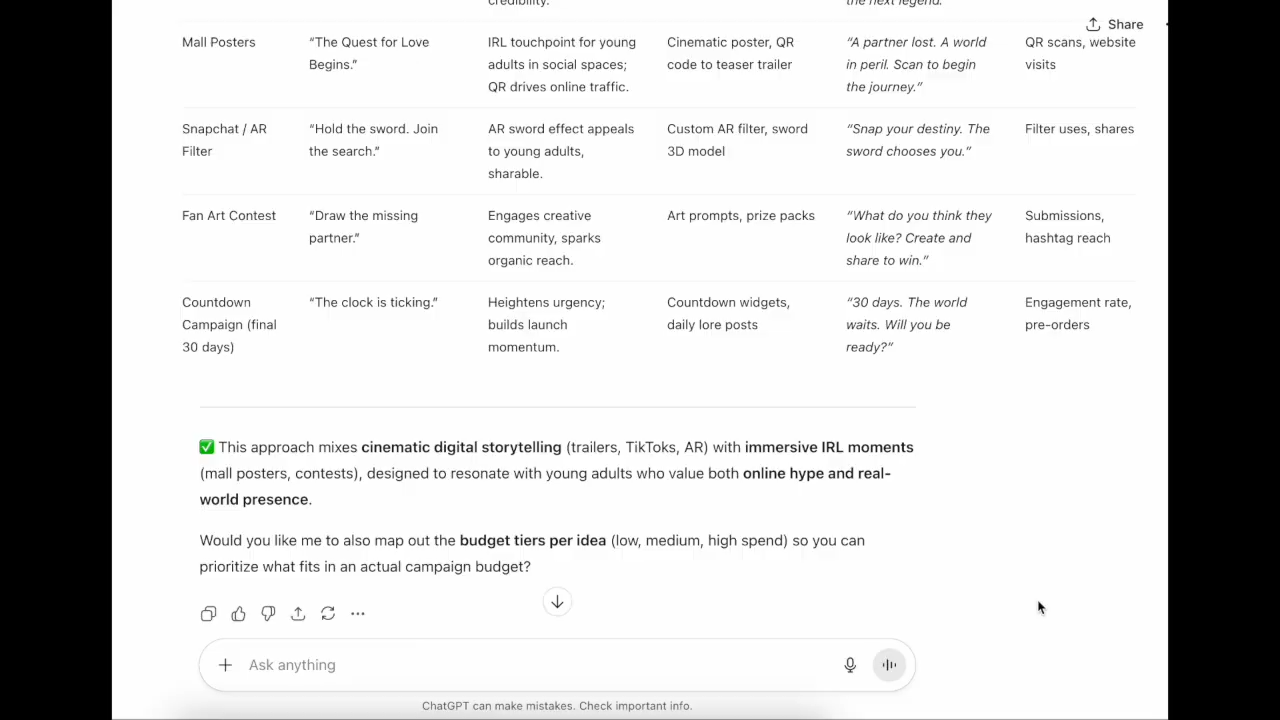 credibility.
the next legend.
Share
Mall Posters
“The Quest for Love
Begins.”
IRL touchpoint for young
adults in social spaces;
QR drives online traffic.
Cinematic poster, QR
code to teaser trailer
“A partner lost. A world
in peril. Scan to begin
the journey.”
QR scans, website
visits
Snapchat / AR
Filter
“Hold the sword. Join
the search.”
AR sword effect appeals
to young adults,
sharable.
Custom AR filter, sword
3D model
“Snap your destiny. The
sword chooses you.”
Filter uses, shares
Fan Art Contest
“Draw the missing
partner.”
Engages creative
community, sparks
organic reach.
Art prompts, prize packs
“What do you think they
look like? Create and
share to win.”
Submissions,
hashtag reach
Countdown
Campaign (final
30 days)
“The clock is ticking.”
Heightens urgency;
builds launch
momentum.
Countdown widgets,
daily lore posts
“30 days. The world
waits. Will you be
ready?”
Engagement rate,
pre-orders
✅ This approach mixes cinematic digital storytelling (trailers, TikToks, AR) with immersive IRL moments
(mall posters, contests), designed to resonate with young adults who value both online hype and real-
world presence.
Would you like me to also map out the budget tiers per idea (low, medium, high spend) so you can
prioritize what fits in an actual campaign budget?
Ask anything
ChatGPT can make mistakes. Check important info.